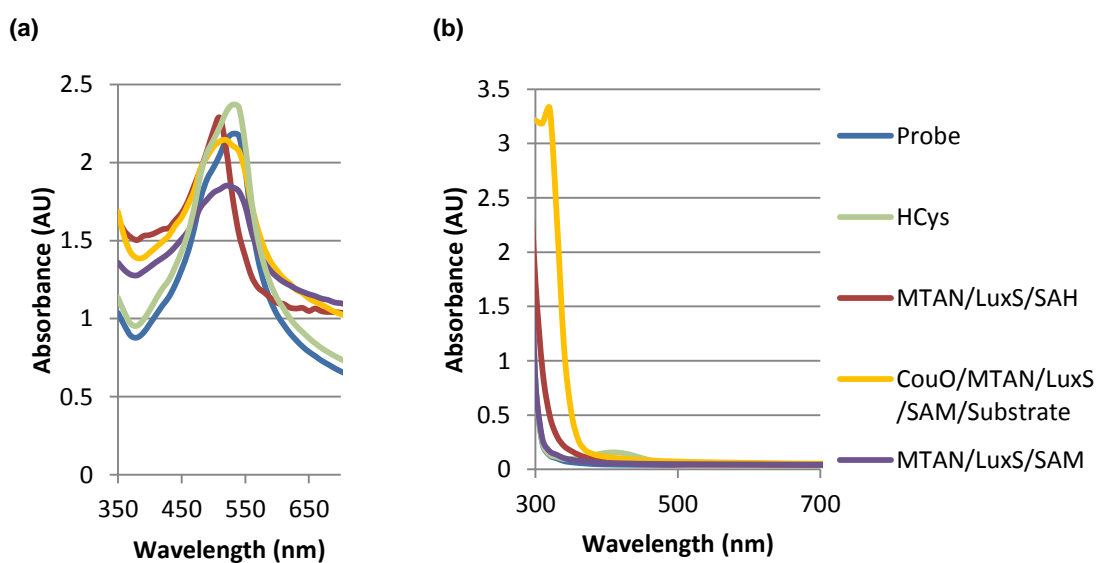 (a)
(b)
Absorbance (AU)
2.5
2
1.5
1
0.5
0
350
450
550
650
Wavelength (nm)
Absorbance (AU)
3.5
3
2.5
2
1.5
1
0.5
0
300
500
700
Wavelength (nm)
Probe
HCys
MTAN/LuxS/SAH
CouO/MTAN/LuxS
/SAM/Substrate
MTAN/LuxS/SAM